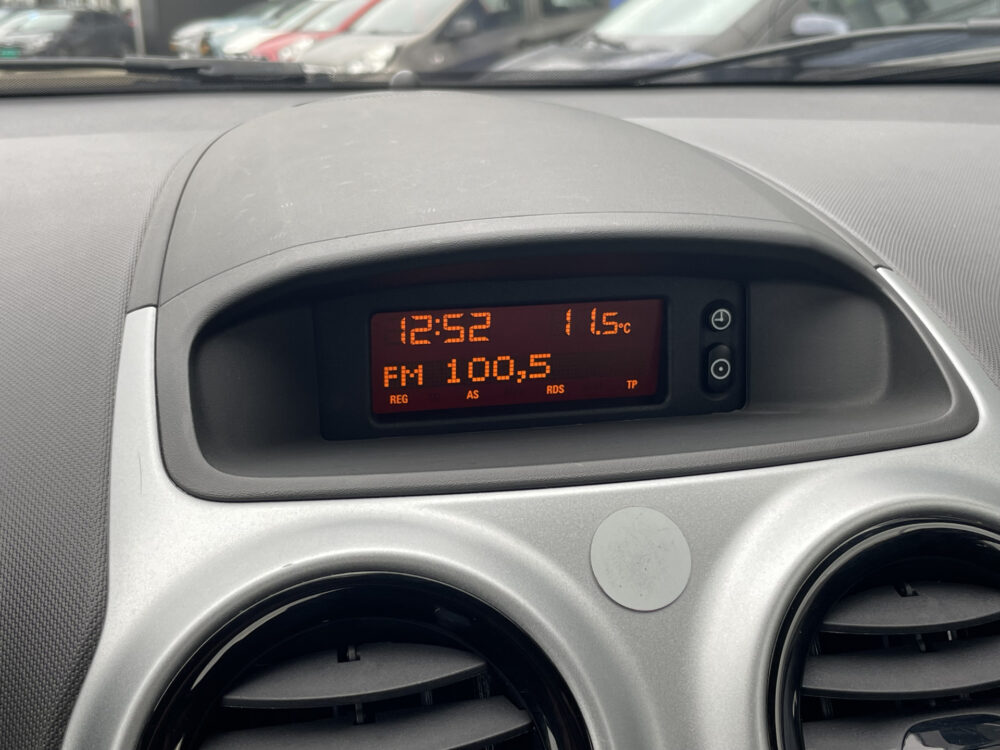 12:52 11.5°C
FM 100,5
REG AS RDS TP